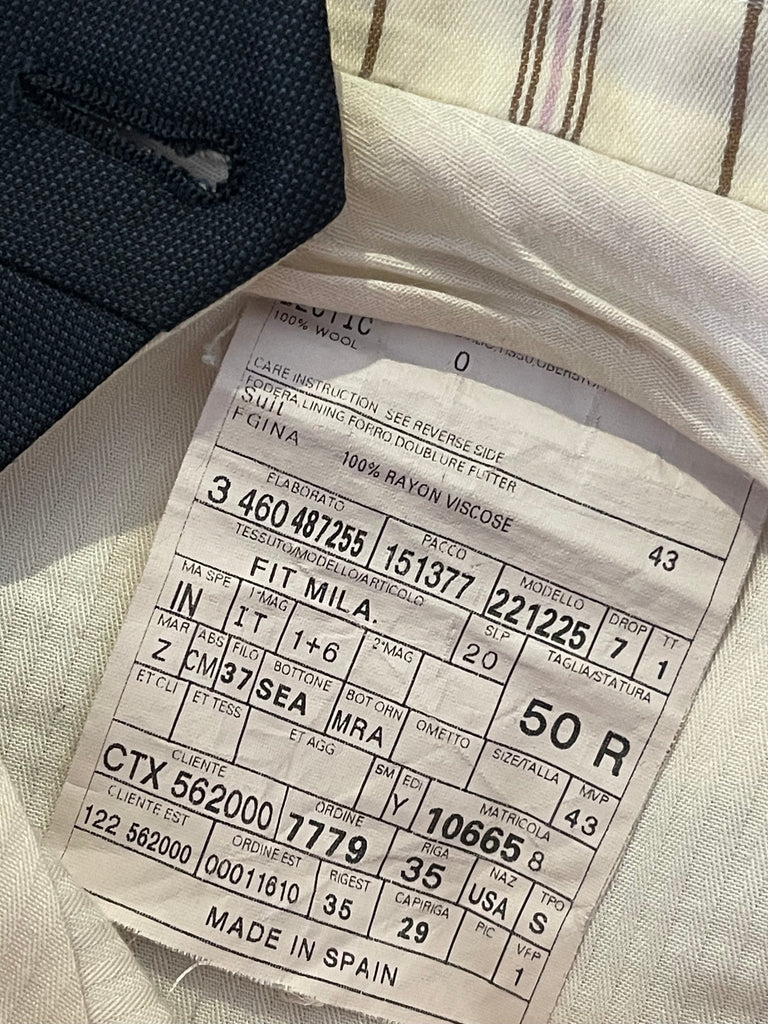 100% WOOL
0
CARE INSTRUCTION SEE REVERSE SIDE
FODERA, LINING FORRO DOUBLURE FUTTER
Suit
FGINA 100% RAYON VISCOSE 43
ELABORATO PACCO MODELLO DROP TT
3 460 487255 151377 221225 7 1
TESSUTO/MODELLO/ARTICOLO SLP TAGLIA/STATURA
FIT MILA. 20 50 R
MA SPE 1°MAG 2°MAG
IN IT 1+6
MAR ABS FILO BOTTONE BOT ORN OMETTO SIZE/TALLA MVP
Z CM 37 SEA MRA 43
ET CLI ET TESS ET AGG SM EDI MATRICOLA
Y 10665 8
CLIENTE ORDINE RIGA NAZ TPO
CTX 562000 7779 35 USA S
CLIENTE EST ORDINE EST RIGEST CAPIRIGA PIC VFP
122 562000 00011610 35 29 1
MADE IN SPAIN